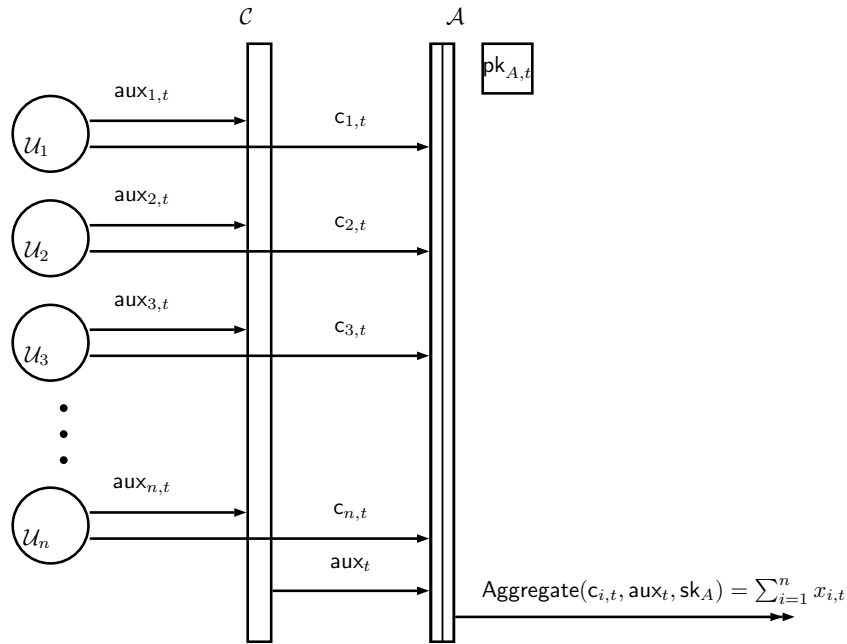 𝒞 𝒜
pk_{A,t}
aux_{1,t}
c_{1,t}
𝒰_1
aux_{2,t}
c_{2,t}
𝒰_2
aux_{3,t}
c_{3,t}
𝒰_3
aux_{n,t}
c_{n,t}
𝒰_n
aux_t
Aggregate(c_{i,t}, aux_t, sk_A) = ∑_{i=1}^{n} x_{i,t}